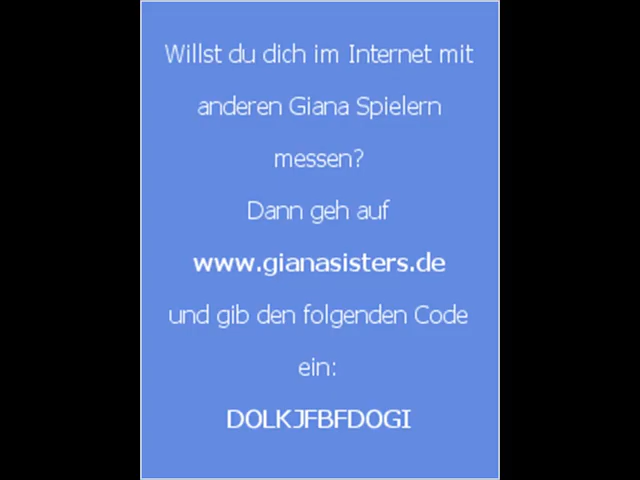 Willst du dich im Internet mit
anderen Giana Spielern
messen?
Dann geh auf
www.gianasisters.de
und gib den folgenden Code
ein:
DOLKJFBFDOGI